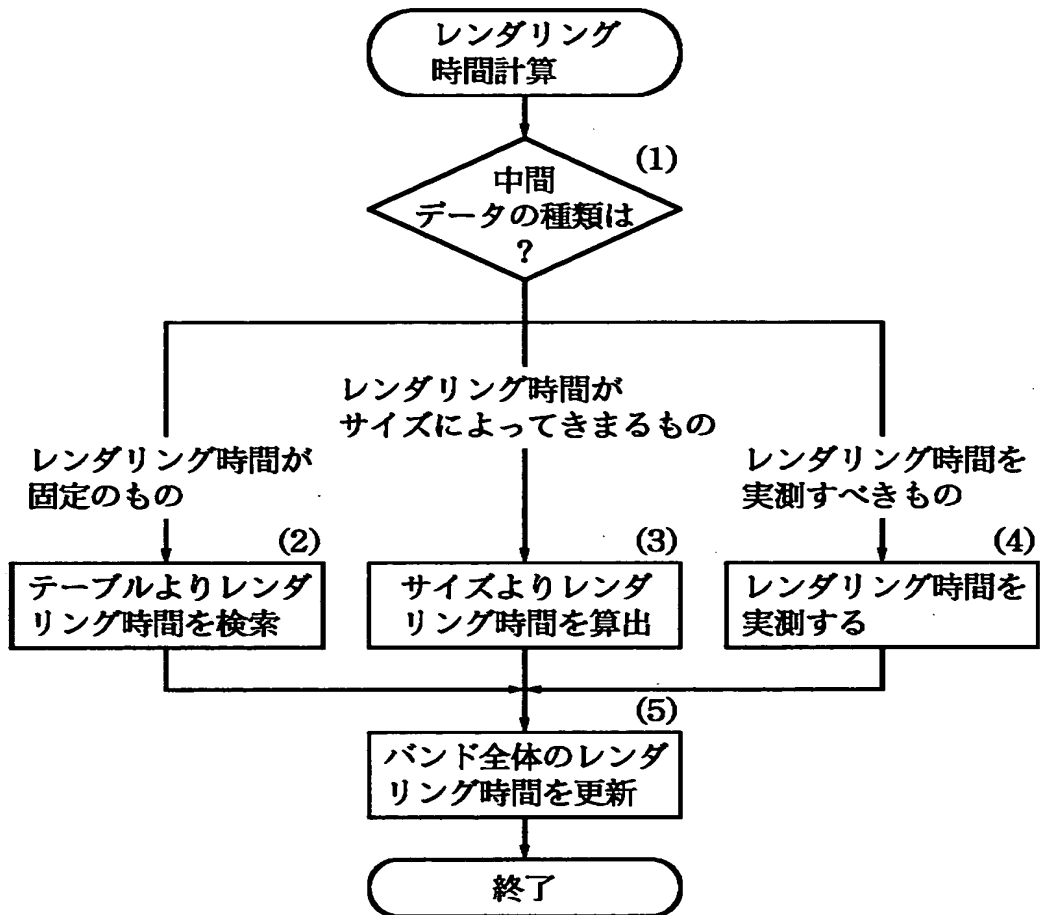 レンダリング
時間計算
(1)
中間
データの種類は
?
レンダリング時間が
サイズによってきまるもの
レンダリング時間が
固定のもの
レンダリング時間を
実測すべきもの
(2)
テーブルよりレンダ
リング時間を検索
(3)
サイズよりレンダ
リング時間を算出
(4)
レンダリング時間を
実測する
(5)
バンド全体のレンダ
リング時間を更新
終了